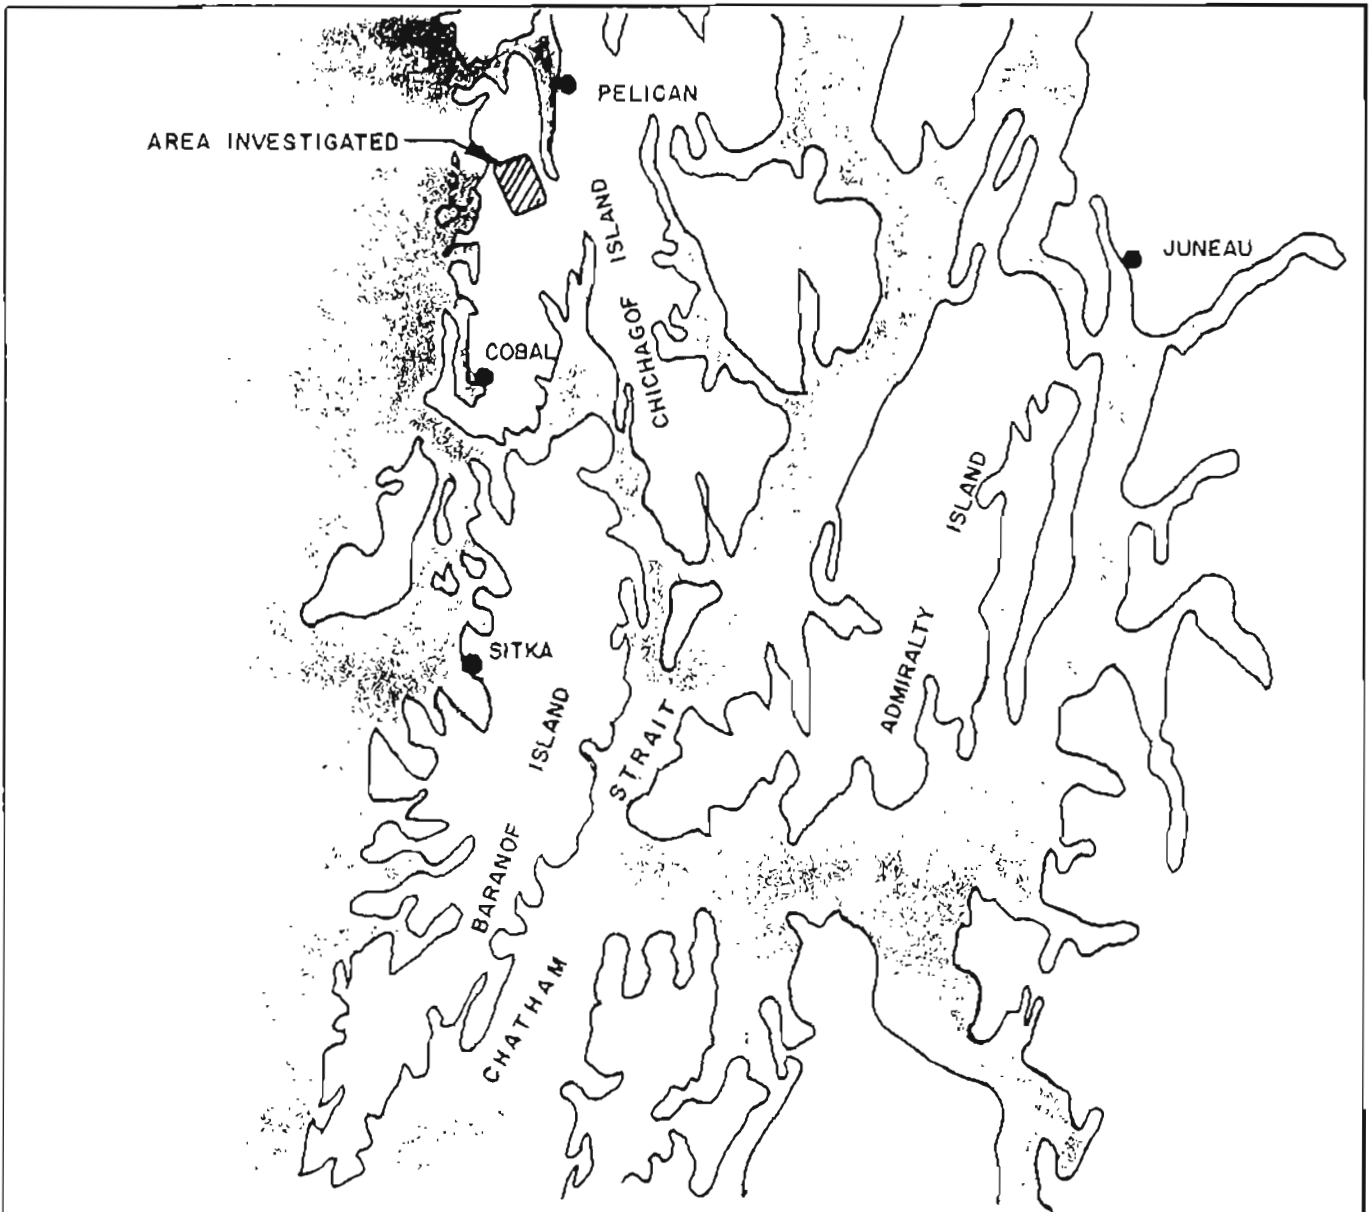 PELICAN
AREA INVESTIGATED
JUNEAU
CHICHAGOF ISLAND
COBAL
ADMIRALTY ISLAND
SITKA
BARANOF ISLAND
CHATHAM STRAIT